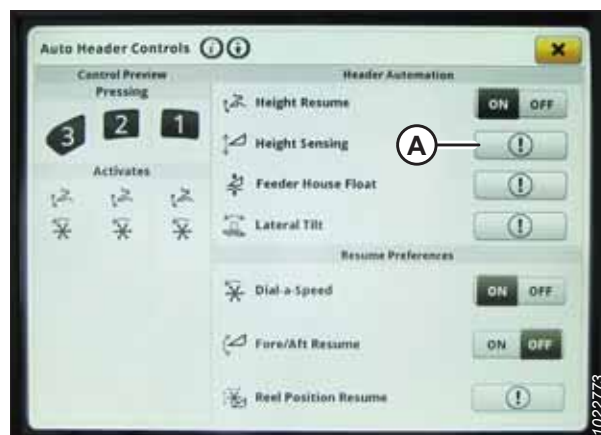 Auto Header Controls
Control Preview
Pressing
3 2 1
Activates
Header Automation
Height Resume ON OFF
Height Sensing
A
Feeder House Float
Lateral Tilt
Resume Preferences
Dial-a-Speed ON OFF
Fore/Aft Resume ON OFF
Reel Position Resume
1022773